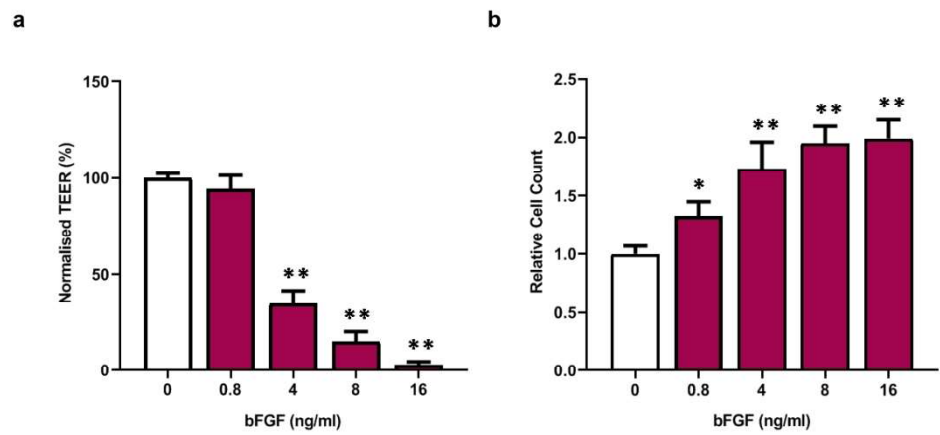 a
b
Normalised TEER (%)
150
100
50
0
**
**
**
0 0.8 4 8 16
bFGF (ng/ml)
Relative Cell Count
2.5
2.0
1.5
1.0
0.5
0.0
*
**
**
**
0 0.8 4 8 16
bFGF (ng/ml)